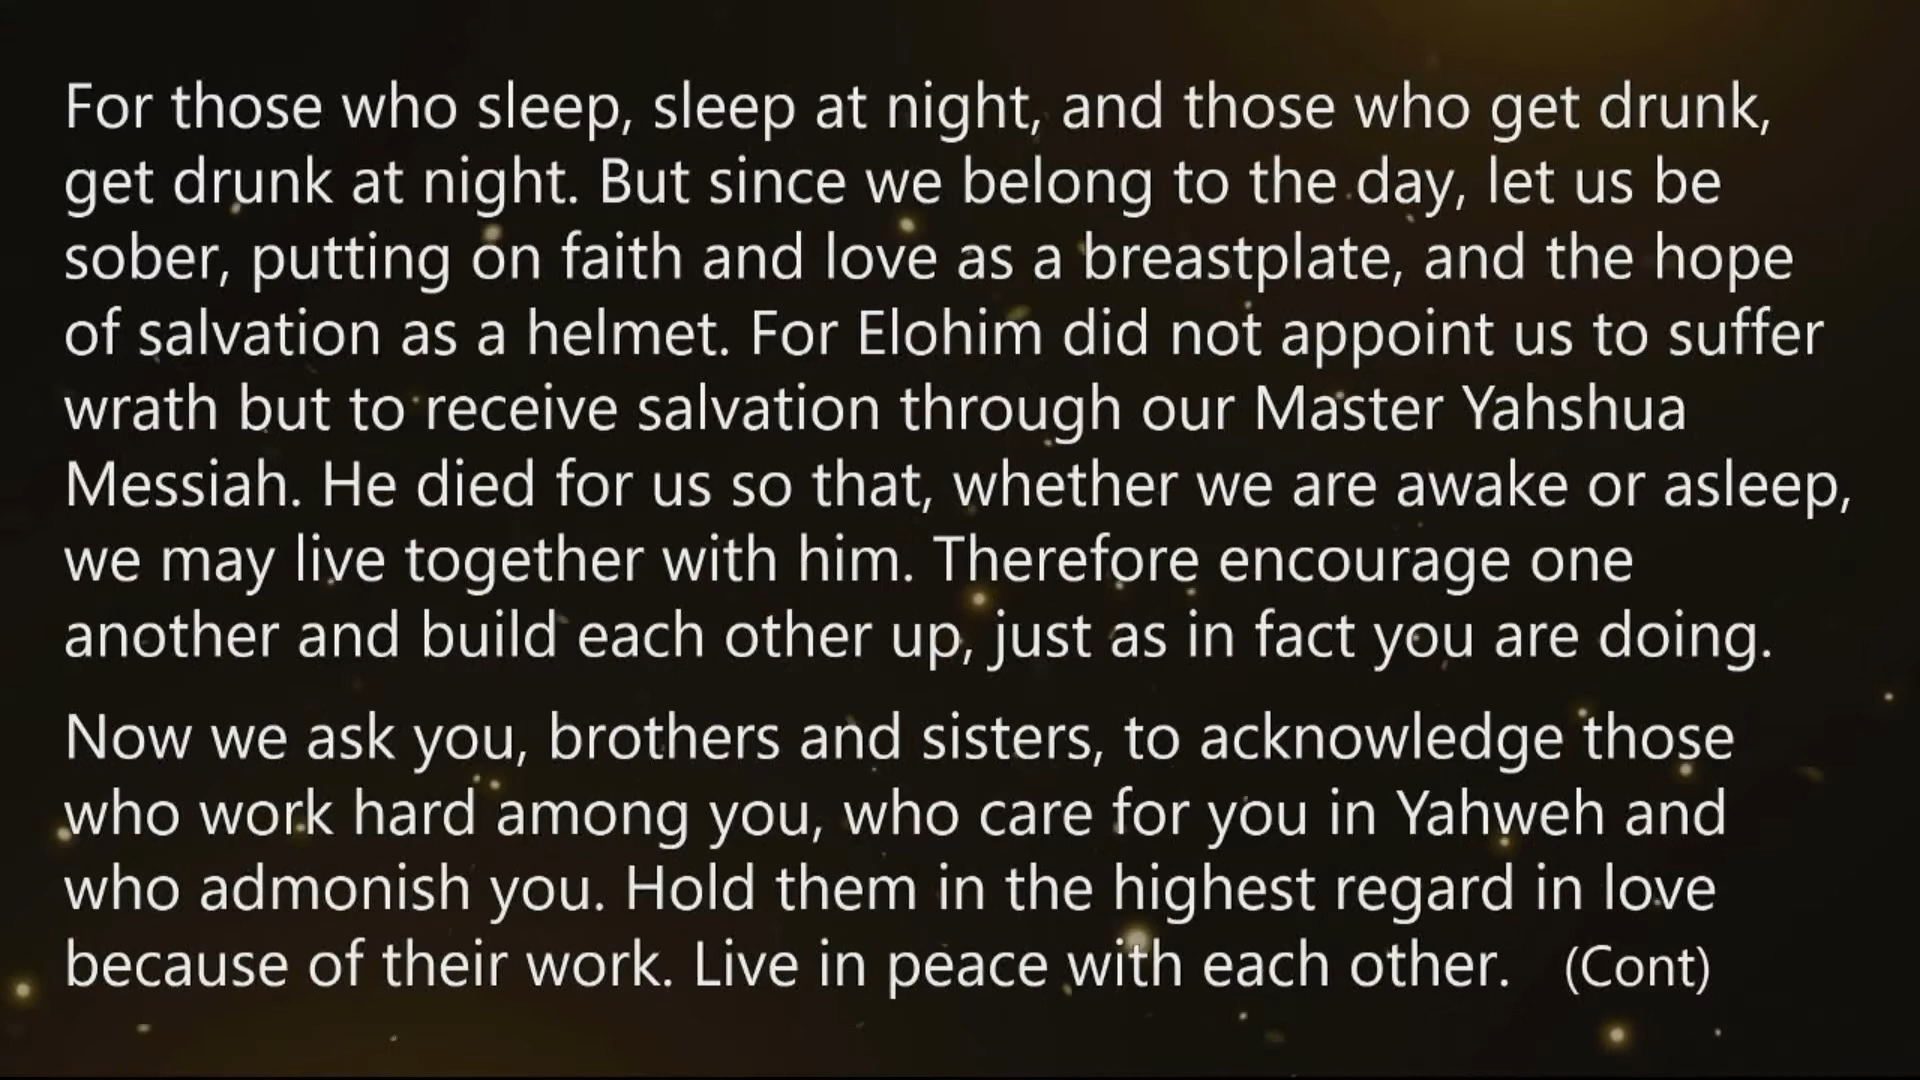 For those who sleep, sleep at night, and those who get drunk,
get drunk at night. But since we belong to the day, let us be
sober, putting on faith and love as a breastplate, and the hope
of salvation as a helmet. For Elohim did not appoint us to suffer
wrath but to receive salvation through our Master Yahshua
Messiah. He died for us so that, whether we are awake or asleep,
we may live together with him. Therefore encourage one
another and build each other up, just as in fact you are doing.
Now we ask you, brothers and sisters, to acknowledge those
who work hard among you, who care for you in Yahweh and
who admonish you. Hold them in the highest regard in love
because of their work. Live in peace with each other. (Cont)